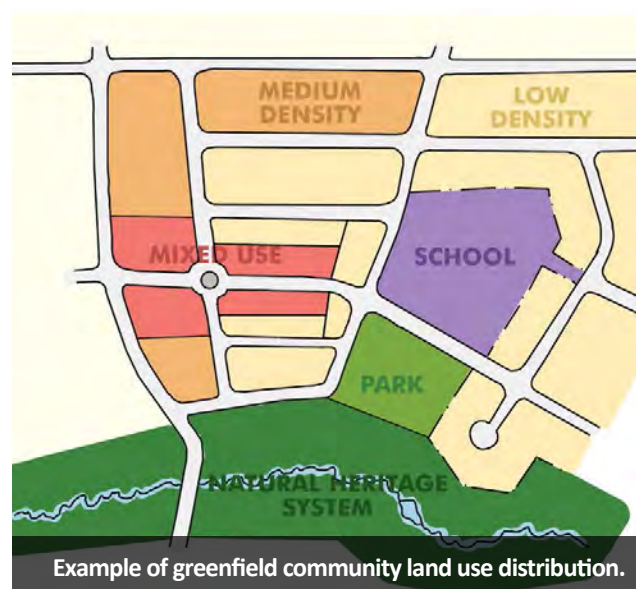 MEDIUM
DENSITY
LOW
DENSITY
MIXED USE
SCHOOL
PARK
NATURAL HERITAGE
SYSTEM
Example of greenfield community land use distribution.